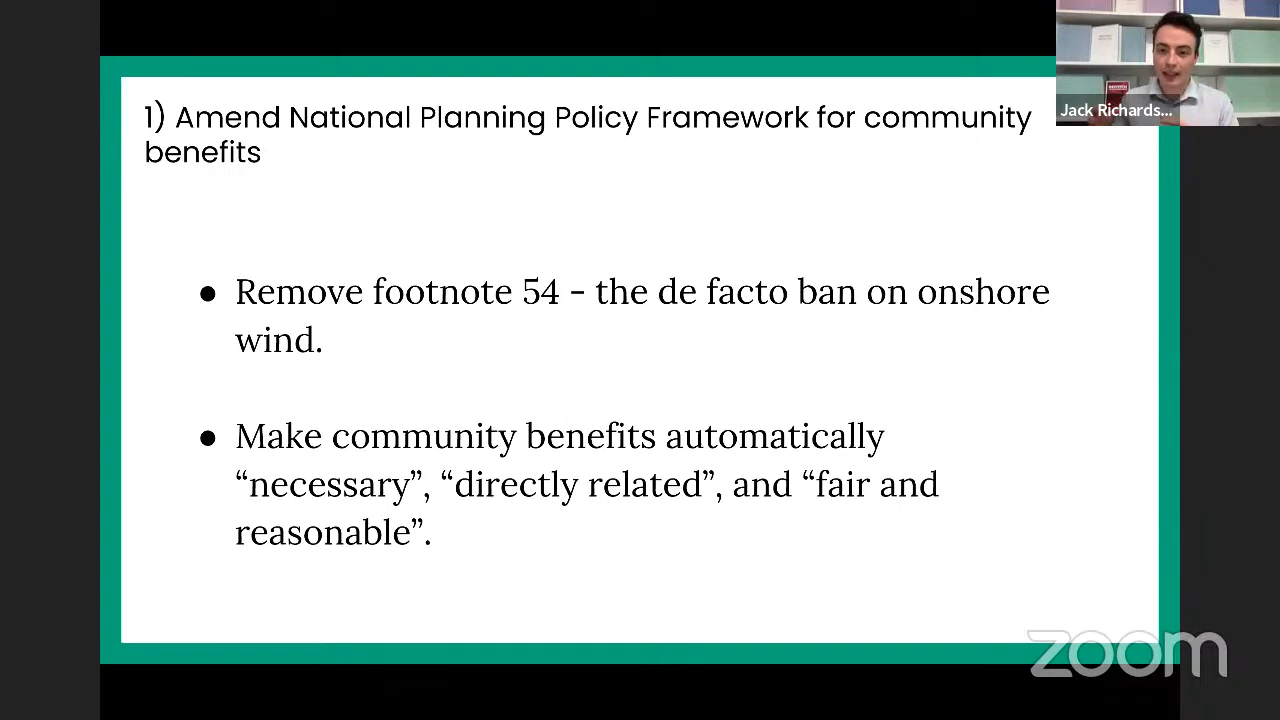 1) Amend National Planning Policy Framework for community
benefits
Jack Richards...
● Remove footnote 54 - the de facto ban on onshore
wind.
● Make community benefits automatically
“necessary”, “directly related”, and “fair and
reasonable”.
zoom